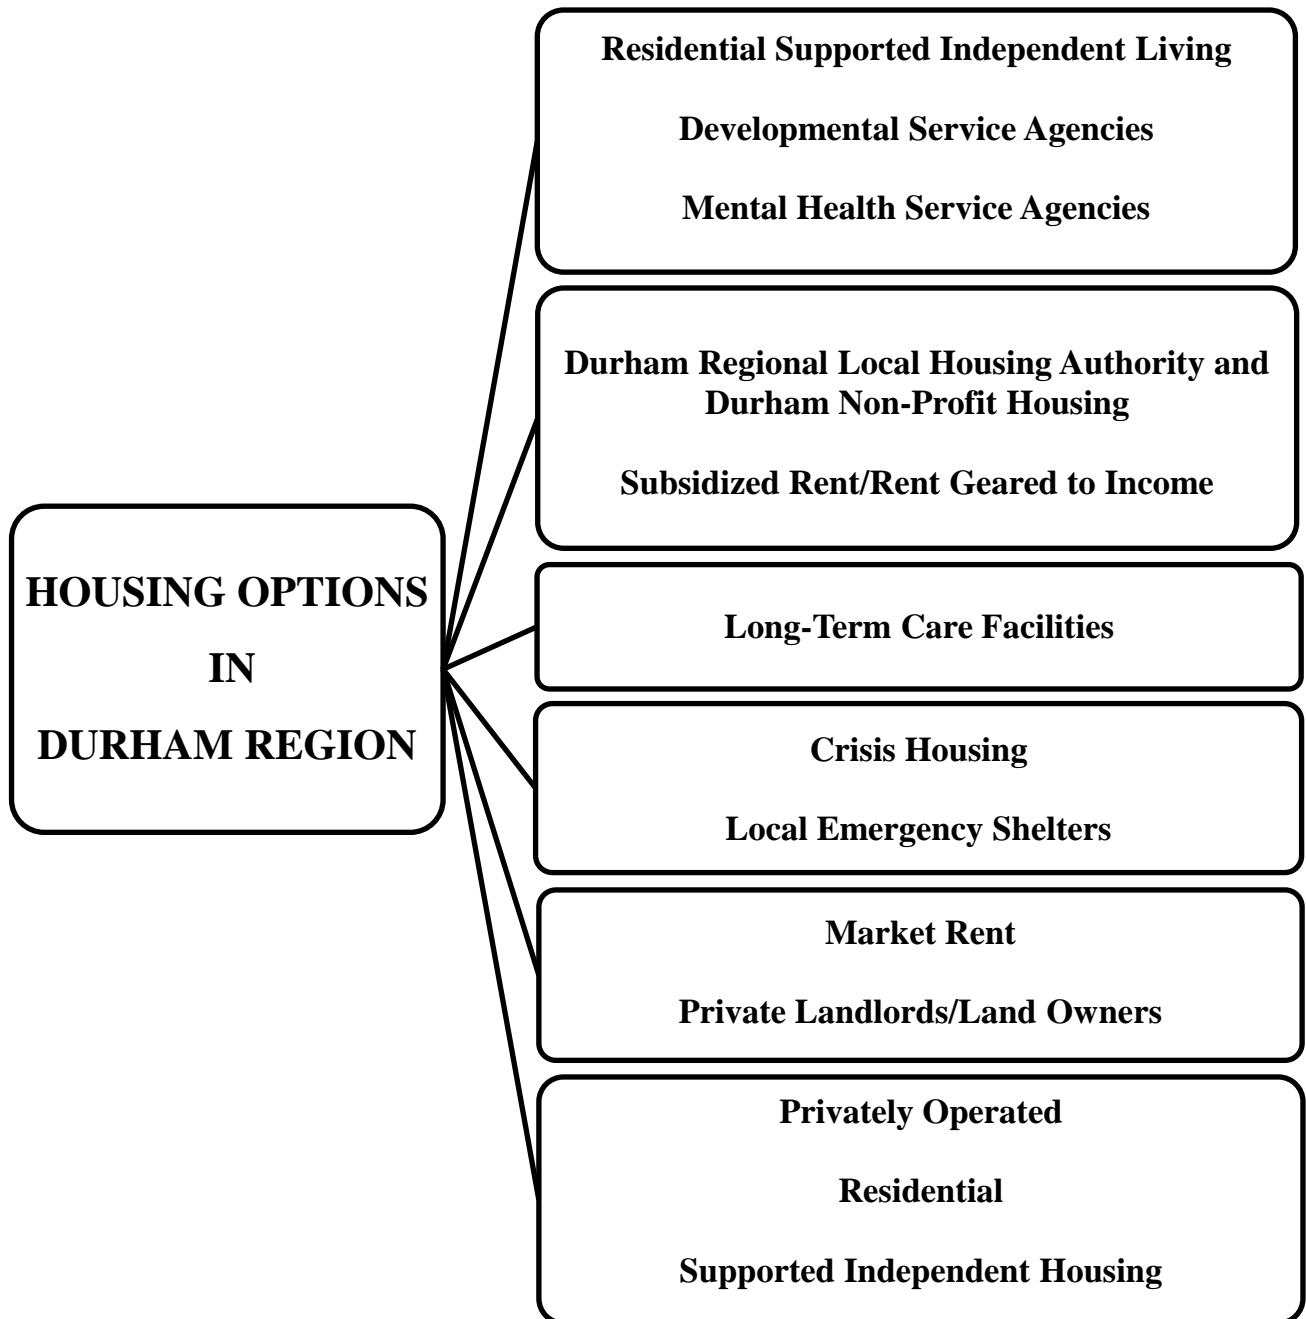 Residential Supported Independent Living
Developmental Service Agencies
Mental Health Service Agencies
Durham Regional Local Housing Authority and
Durham Non-Profit Housing
Subsidized Rent/Rent Geared to Income
HOUSING OPTIONS
IN
DURHAM REGION
Long-Term Care Facilities
Crisis Housing
Local Emergency Shelters
Market Rent
Private Landlords/Land Owners
Privately Operated
Residential
Supported Independent Housing